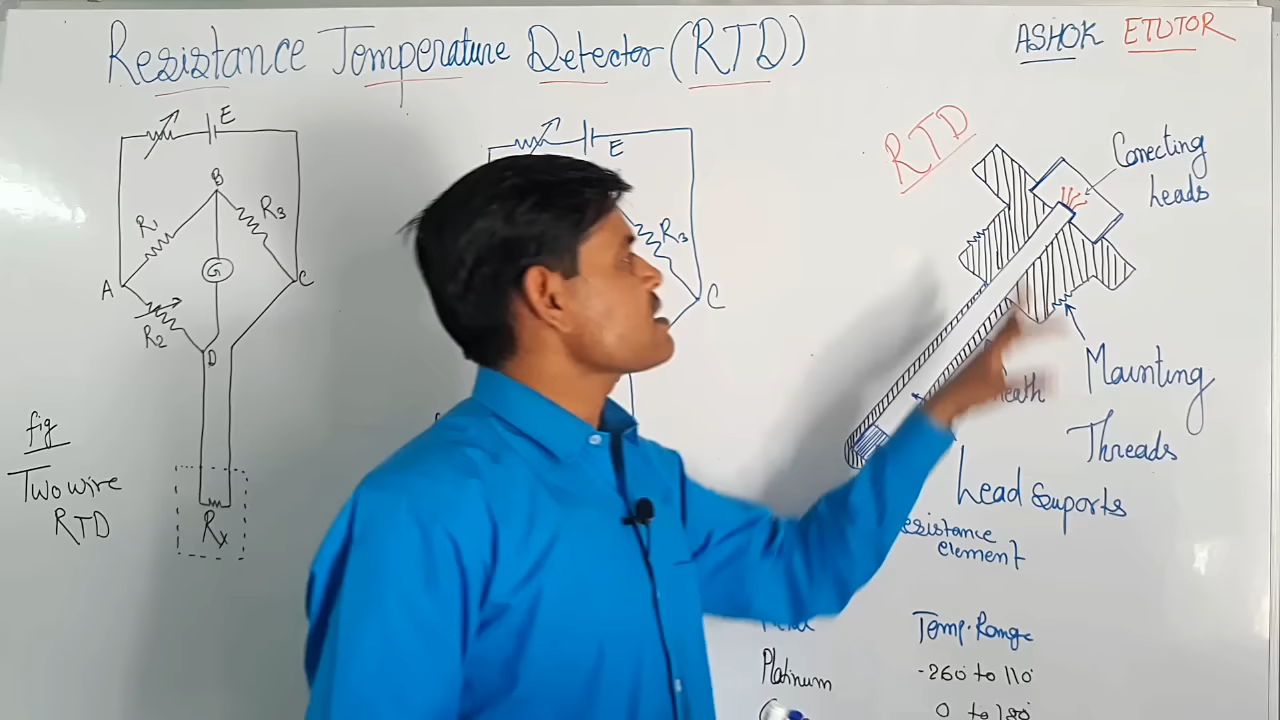 Resistance Temperature Detector (RTD)
ASHOK ETUTOR
E
B
R1
R3
G
A
C
R2
D
fig
Two wire
RTD
Rx
E
R3
C
RTD
Conecting
Leads
Maunting
Threads
Lead Suports
element
Temp. Range
Platinum
-260° to 110°